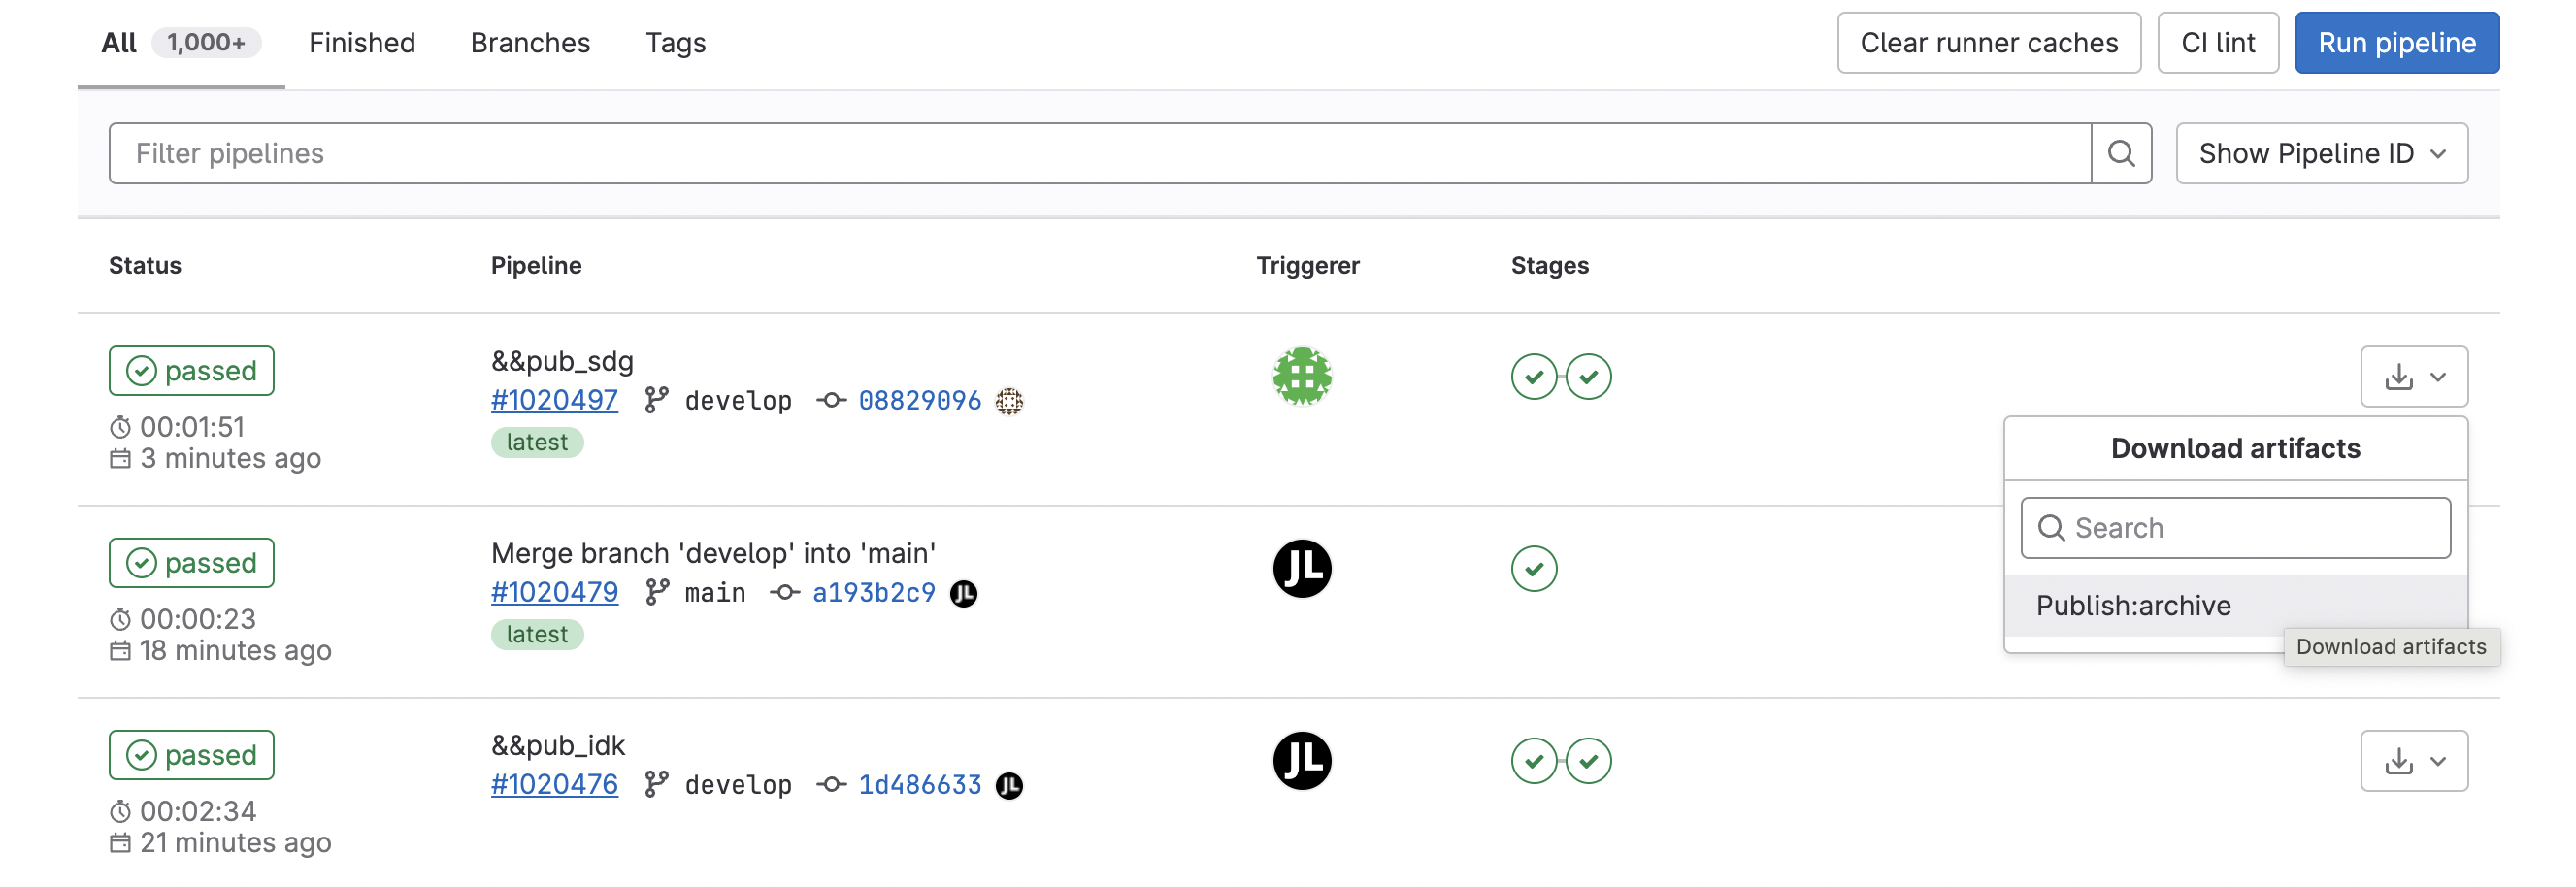 All 1,000+ Finished Branches Tags Clear runner caches CI lint Run pipeline
Filter pipelines Show Pipeline ID
Status Pipeline Triggerer Stages
passed &&pub_sdg
#1020497 develop 08829096
00:01:51 latest
3 minutes ago
Download artifacts
Search
Publish:archive
Download artifacts
passed Merge branch 'develop' into 'main'
#1020479 main a193b2c9 JL
JL
00:00:23 latest
18 minutes ago
passed &&pub_idk
#1020476 develop 1d486633 JL
JL
00:02:34
21 minutes ago